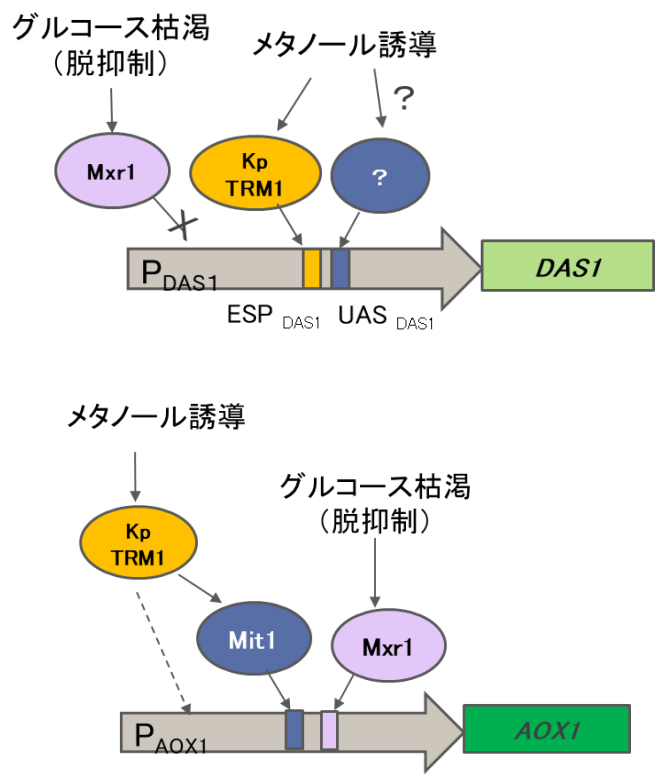 グルコース枯渇
（脱抑制）
メタノール誘導
?
Mxr1
Kp
TRM1
?
PDAS1
DAS1
ESP DAS1
UAS DAS1
メタノール誘導
グルコース枯渇
（脱抑制）
Kp
TRM1
Mit1
Mxr1
PAOX1
AOX1